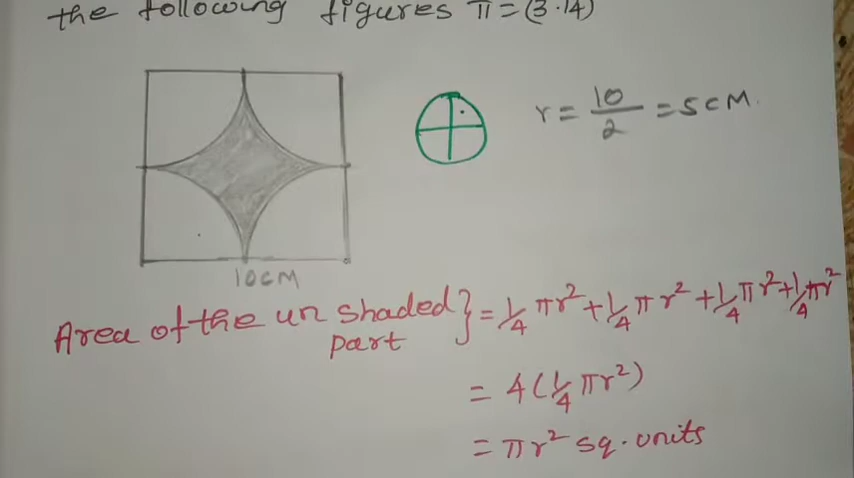 the following figures π=(3.14)
r = 10/2 = 5CM.
10CM
Area of the un shaded part } = 1/4 πr² + 1/4 πr² + 1/4 πr² + 1/4 πr²
= 4(1/4 πr²)
= πr² sq.units